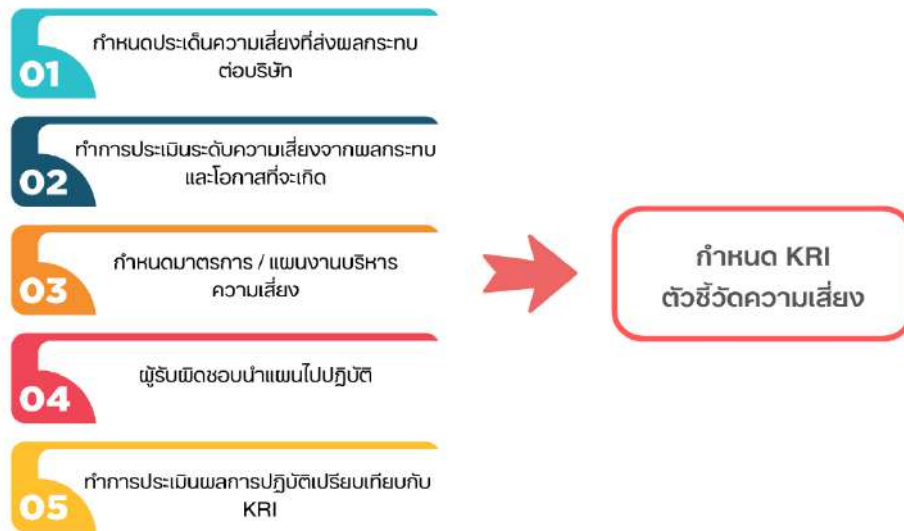 01
กำหนดประเด็นความเสี่ยงที่ส่งผลกระทบ
ต่อบริษัท
02
ทำการประเมินระดับความเสี่ยงจากผลกระทบ
และโอกาสที่จะเกิด
03
กำหนดมาตรการ / แผนงานบริหาร
ความเสี่ยง
04
ผู้รับผิดชอบนำแผนไปปฏิบัติ
05
ทำการประเมินผลการปฏิบัติเปรียบเทียบกับ
KRI
กำหนด KRI
ตัวชี้วัดความเสี่ยง